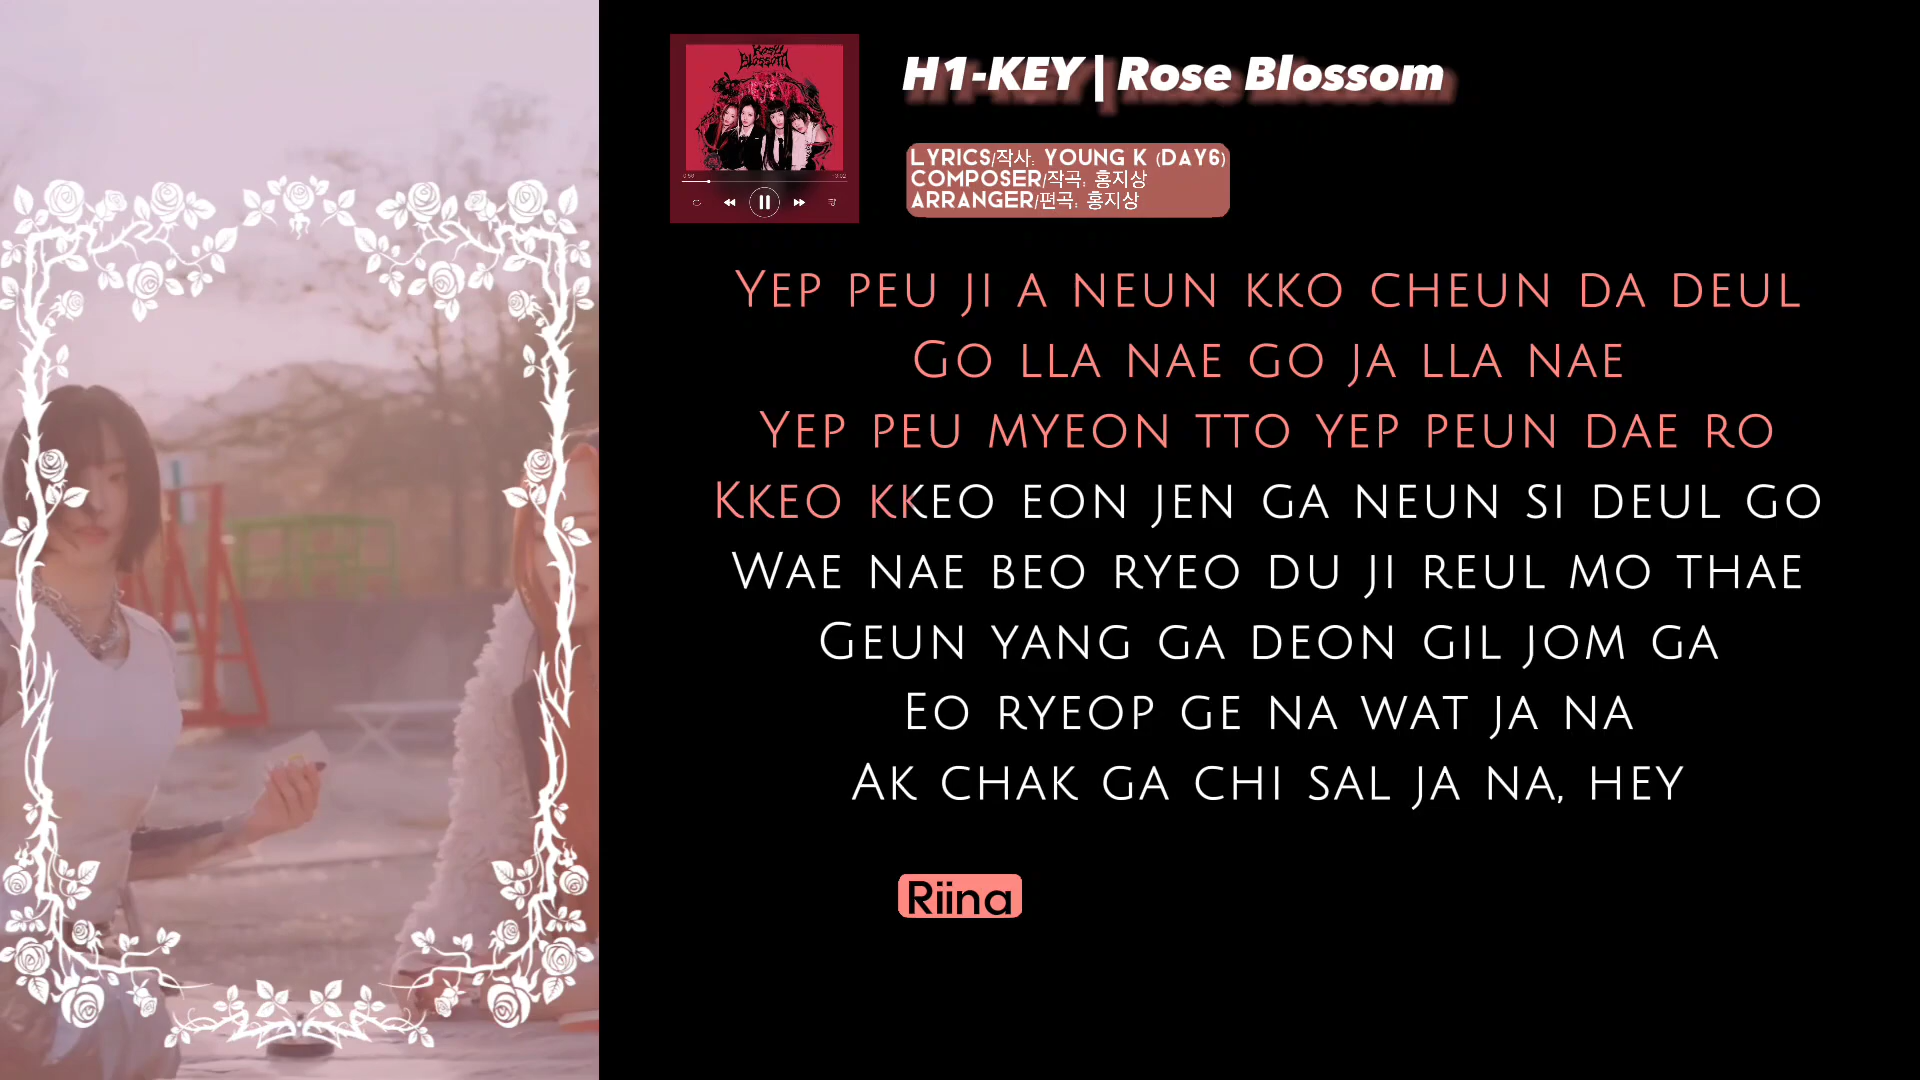 Rosy
Blossom
H1-KEY | Rose Blossom
LYRICS/작사: YOUNG K (DAY6)
COMPOSER/작곡: 홍지상
ARRANGER/편곡: 홍지상
YEP PEU JI A NEUN KKO CHEUN DA DEUL
GO LLA NAE GO JA LLA NAE
YEP PEU MYEON TTO YEP PEUN DAE RO
KKEO KKEO EON JEN GA NEUN SI DEUL GO
WAE NAE BEO RYEO DU JI REUL MO THAE
GEUN YANG GA DEON GIL JOM GA
EO RYEOP GE NA WAT JA NA
AK CHAK GA CHI SAL JA NA, HEY
Riina